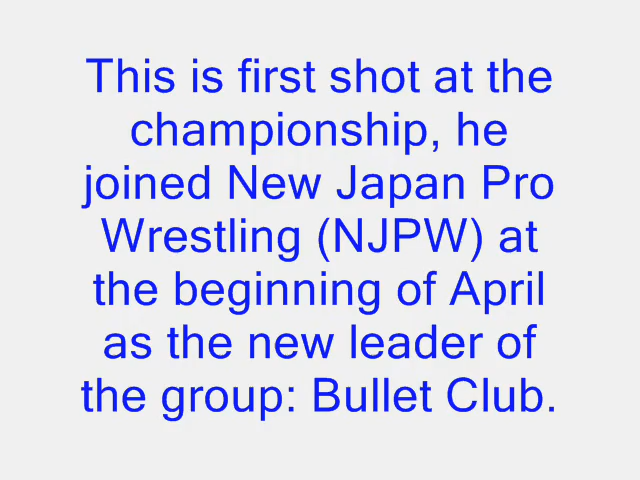 This is first shot at the
championship, he
joined New Japan Pro
Wrestling (NJPW) at
the beginning of April
as the new leader of
the group: Bullet Club.